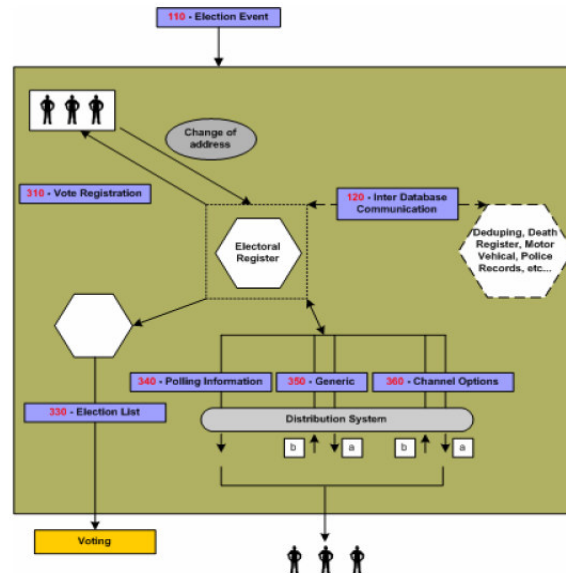 110 - Election Event
Change of
address
310 - Vote Registration
120 - Inter Database
Communication
Electoral
Register
Deduping, Death
Register, Motor
Vehical, Police
Records, etc...
340 - Polling Information
350 - Generic
360 - Channel Options
330 - Election List
Distribution System
b
a
b
a
Voting